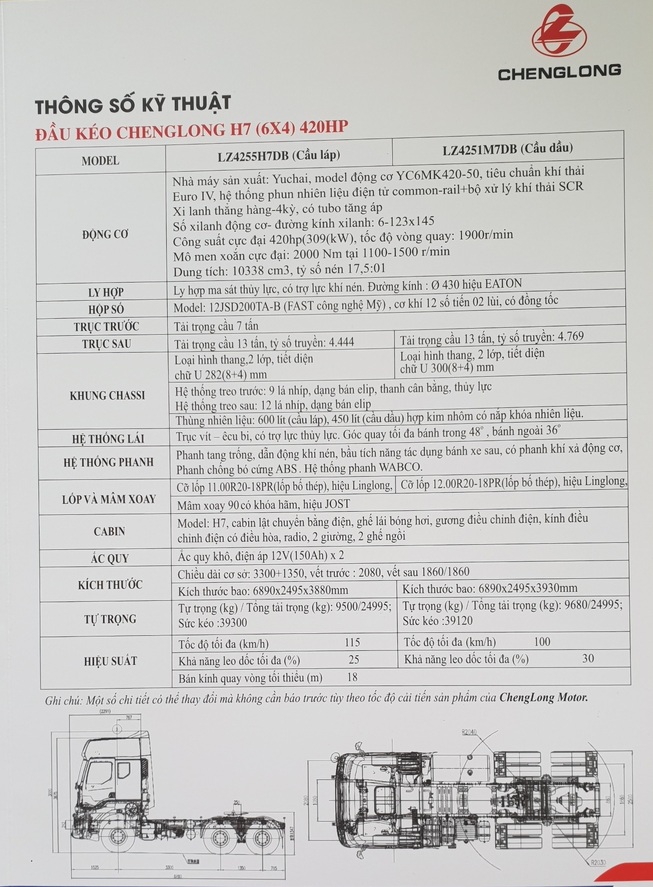 CHENGLONG
THÔNG SỐ KỸ THUẬT
ĐẦU KÉO CHENGLONG H7 (6X4) 420HP
MODEL
LZ4255H7DB (Cầu láp)
LZ4251M7DB (Cầu dầu)
ĐỘNG CƠ
Nhà máy sản xuất: Yuchai, model động cơ YC6MK420-50, tiêu chuẩn khí thải
Euro IV, hệ thống phun nhiên liệu điện tử common-rail+bộ xử lý khí thải SCR
Xi lanh thẳng hàng-4kỳ, có tubo tăng áp
Số xilanh động cơ- đường kính xilanh: 6-123x145
Công suất cực đại 420hp(309(kW), tốc độ vòng quay: 1900r/min
Mô men xoắn cực đại: 2000 Nm tại 1100-1500 r/min
Dung tích: 10338 cm3, tỷ số nén 17,5:01
LY HỢP
Ly hợp ma sát thủy lực, có trợ lực khí nén. Đường kính : Ø 430 hiệu EATON
HỘP SỐ
Model: 12JSD200TA-B (FAST công nghệ Mỹ) , cơ khí 12 số tiến 02 lùi, có đồng tốc
TRỤC TRƯỚC
Tải trọng cầu 7 tấn
TRỤC SAU
Tải trọng cầu 13 tấn, tỷ số truyền: 4.444
Tải trọng cầu 13 tấn, tỷ số truyền: 4.769
KHUNG CHASSI
Loại hình thang,2 lớp, tiết diện
chữ U 282(8+4) mm
Loại hình thang, 2 lớp, tiết diện
chữ U 300(8+4) mm
Hệ thống treo trước: 9 lá nhíp, dạng bán clip, thanh cân bằng, thủy lực
Hệ thống treo sau: 12 lá nhíp, dạng bán clip
Thùng nhiên liệu: 600 lít (cầu láp), 450 lít (cầu dầu) hợp kim nhôm có nắp khóa nhiên liệu.
HỆ THỐNG LÁI
Trục vít – êcu bi, có trợ lực thủy lực. Góc quay tối đa bánh trong 48°, bánh ngoài 36°
HỆ THỐNG PHANH
Phanh tang trống, dẫn động khí nén, bầu tích năng tác dụng bánh xe sau, có phanh khí xả động cơ,
Phanh chống bó cứng ABS. Hệ thống phanh WABCO.
LỐP VÀ MÂM XOAY
Cỡ lốp 11.00R20-18PR(lốp bố thép), hiệu Linglong,
Cỡ lốp 12.00R20-18PR(lốp bố thép), hiệu Linglong,
Mâm xoay 90 có khóa hãm, hiệu JOST
CABIN
Model: H7, cabin lật chuyển bằng điện, ghế lái bóng hơi, gương điều chỉnh điện, kính điều
chỉnh điện có điều hòa, radio, 2 giường, 2 ghế ngồi
ẮC QUY
Ắc quy khô, điện áp 12V(150Ah) x 2
KÍCH THƯỚC
Chiều dài cơ sở: 3300+1350, vết trước : 2080, vết sau 1860/1860
Kích thước bao: 6890x2495x3880mm
Kích thước bao: 6890x2495x3930mm
TỰ TRỌNG
Tự trọng (kg) / Tổng tải trọng (kg): 9500/24995;
Sức kéo :39300
Tự trọng (kg) / Tổng tải trọng (kg): 9680/24995;
Sức kéo :39120
HIỆU SUẤT
Tốc độ tối đa (km/h) 115
Tốc độ tối đa (km/h) 100
Khả năng leo dốc tối đa (%) 25
Khả năng leo dốc tối đa (%) 30
Bán kính quay vòng tối thiểu (m) 18
Ghi chú: Một số chi tiết có thể thay đổi mà không cần báo trước tùy theo tốc độ cải tiến sản phẩm của ChengLong Motor.